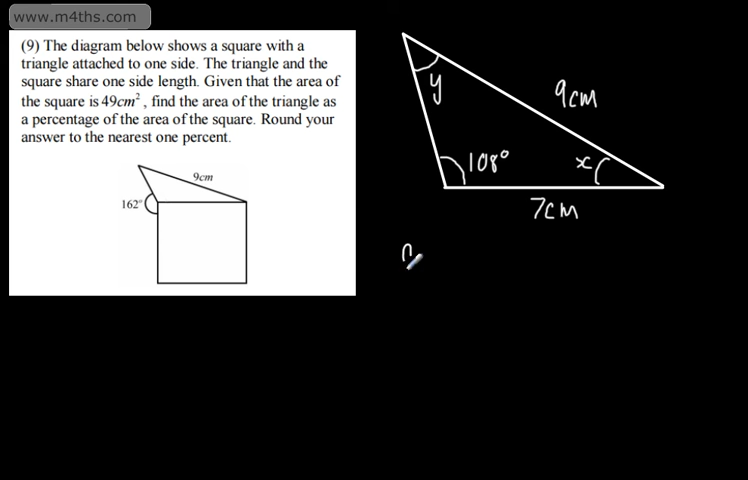 www.m4ths.com
(9) The diagram below shows a square with a
triangle attached to one side. The triangle and the
square share one side length. Given that the area of
the square is 49cm², find the area of the triangle as
a percentage of the area of the square. Round your
answer to the nearest one percent.
9cm
162°
y
9cm
108°
x
7cm